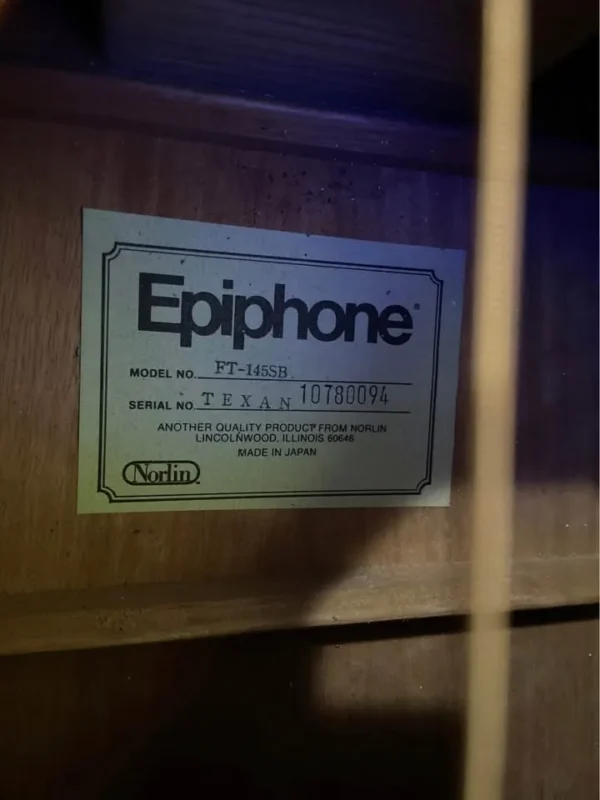 Epiphone®
MODEL NO. FT-145SB
SERIAL NO. TEXAN 10780094
ANOTHER QUALITY PRODUCT FROM NORLIN
LINCOLNWOOD, ILLINOIS 60646
MADE IN JAPAN
Norlin